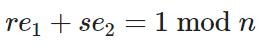 re₁ + se₂ = 1 mod n